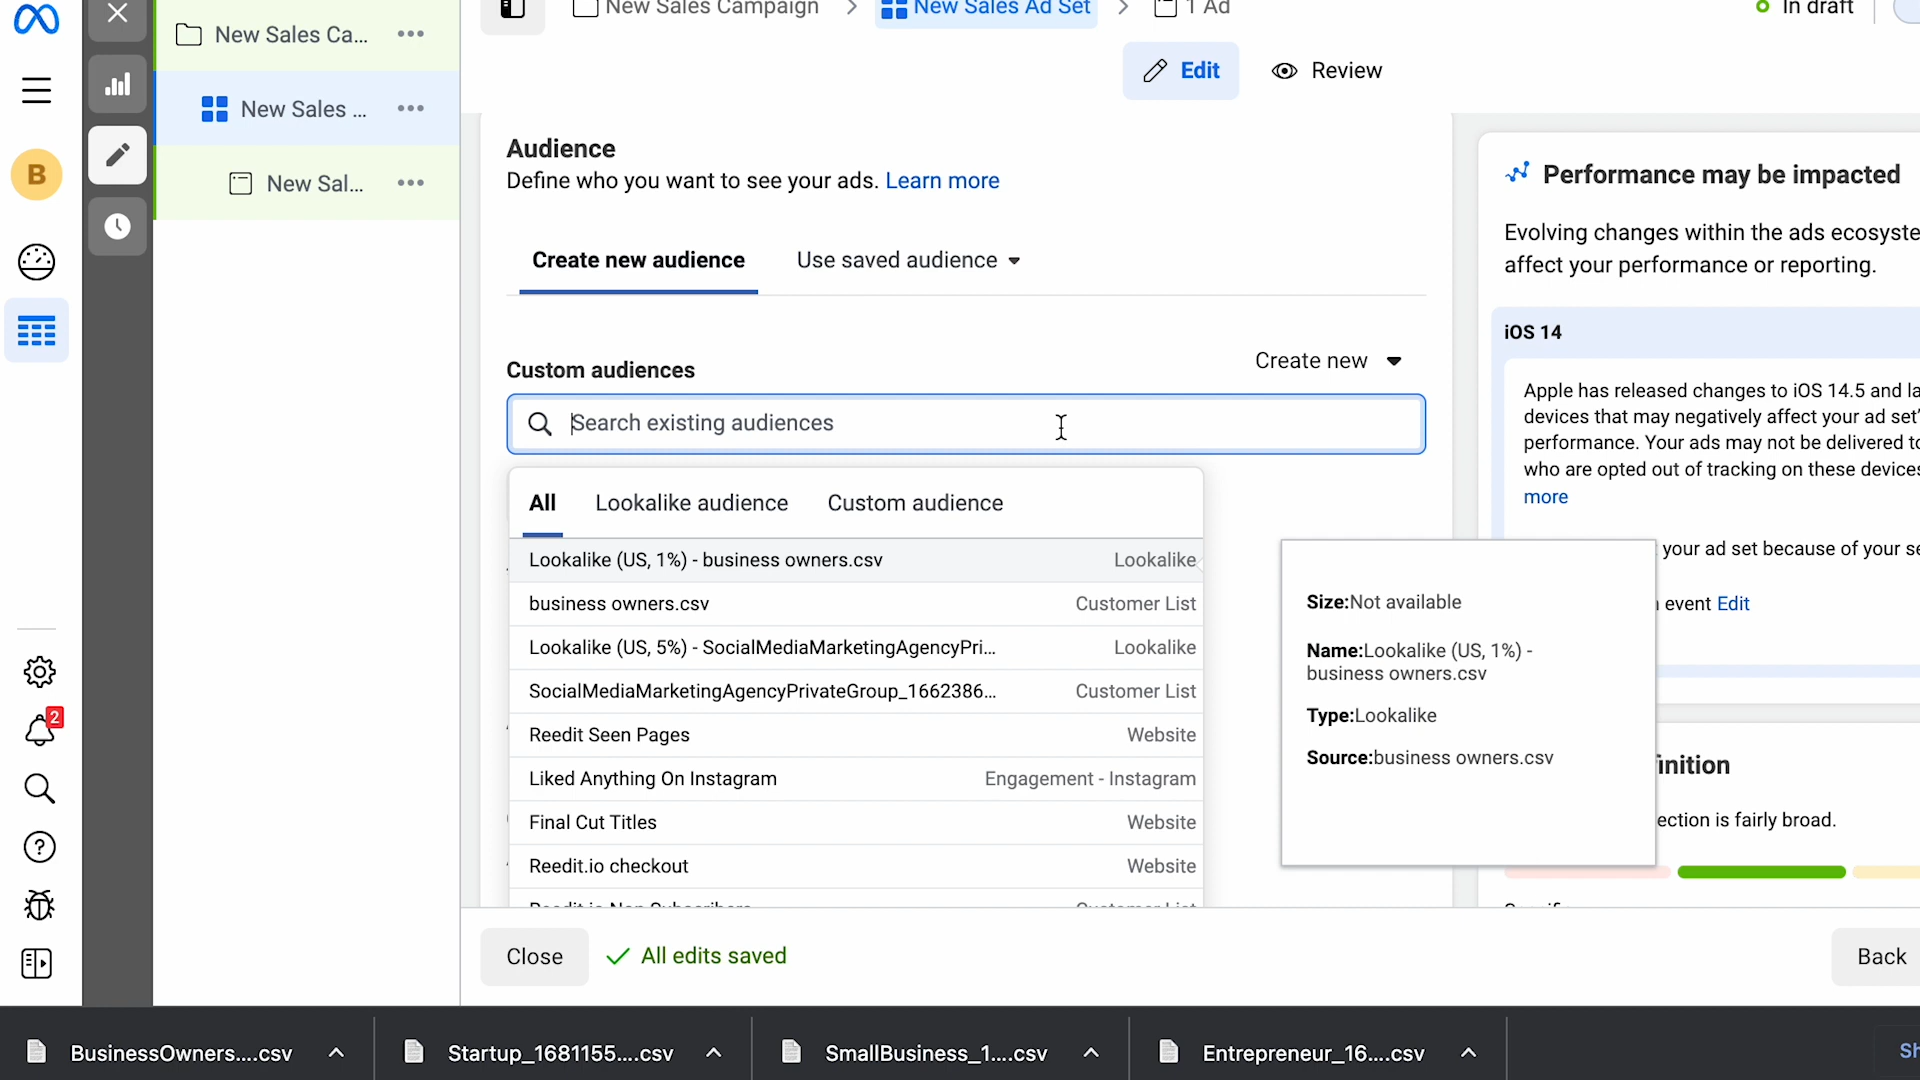 New Sales Campaign
New Sales Ad Set
1 Ad
In draft
New Sales Ca...
New Sales ...
New Sal...
B
2
Edit
Review
Audience
Define who you want to see your ads. Learn more
Create new audience
Use saved audience
Custom audiences
Create new
Search existing audiences
All
Lookalike audience
Custom audience
Lookalike (US, 1%) - business owners.csv Lookalike
business owners.csv Customer List
Lookalike (US, 5%) - SocialMediaMarketingAgencyPri... Lookalike
SocialMediaMarketingAgencyPrivateGroup_1662386... Customer List
Reedit Seen Pages Website
Liked Anything On Instagram Engagement - Instagram
Final Cut Titles Website
Reedit.io checkout Website
Size:Not available
Name:Lookalike (US, 1%) -
business owners.csv
Type:Lookalike
Source:business owners.csv
Performance may be impacted
Evolving changes within the ads ecosyste
affect your performance or reporting.
iOS 14
Apple has released changes to iOS 14.5 and la
devices that may negatively affect your ad set'
performance. Your ads may not be delivered to
who are opted out of tracking on these devices
more
your ad set because of your se
event Edit
inition
ection is fairly broad.
Close
All edits saved
Back
BusinessOwners....csv
Startup_1681155....csv
SmallBusiness_1....csv
Entrepreneur_16....csv
Sh